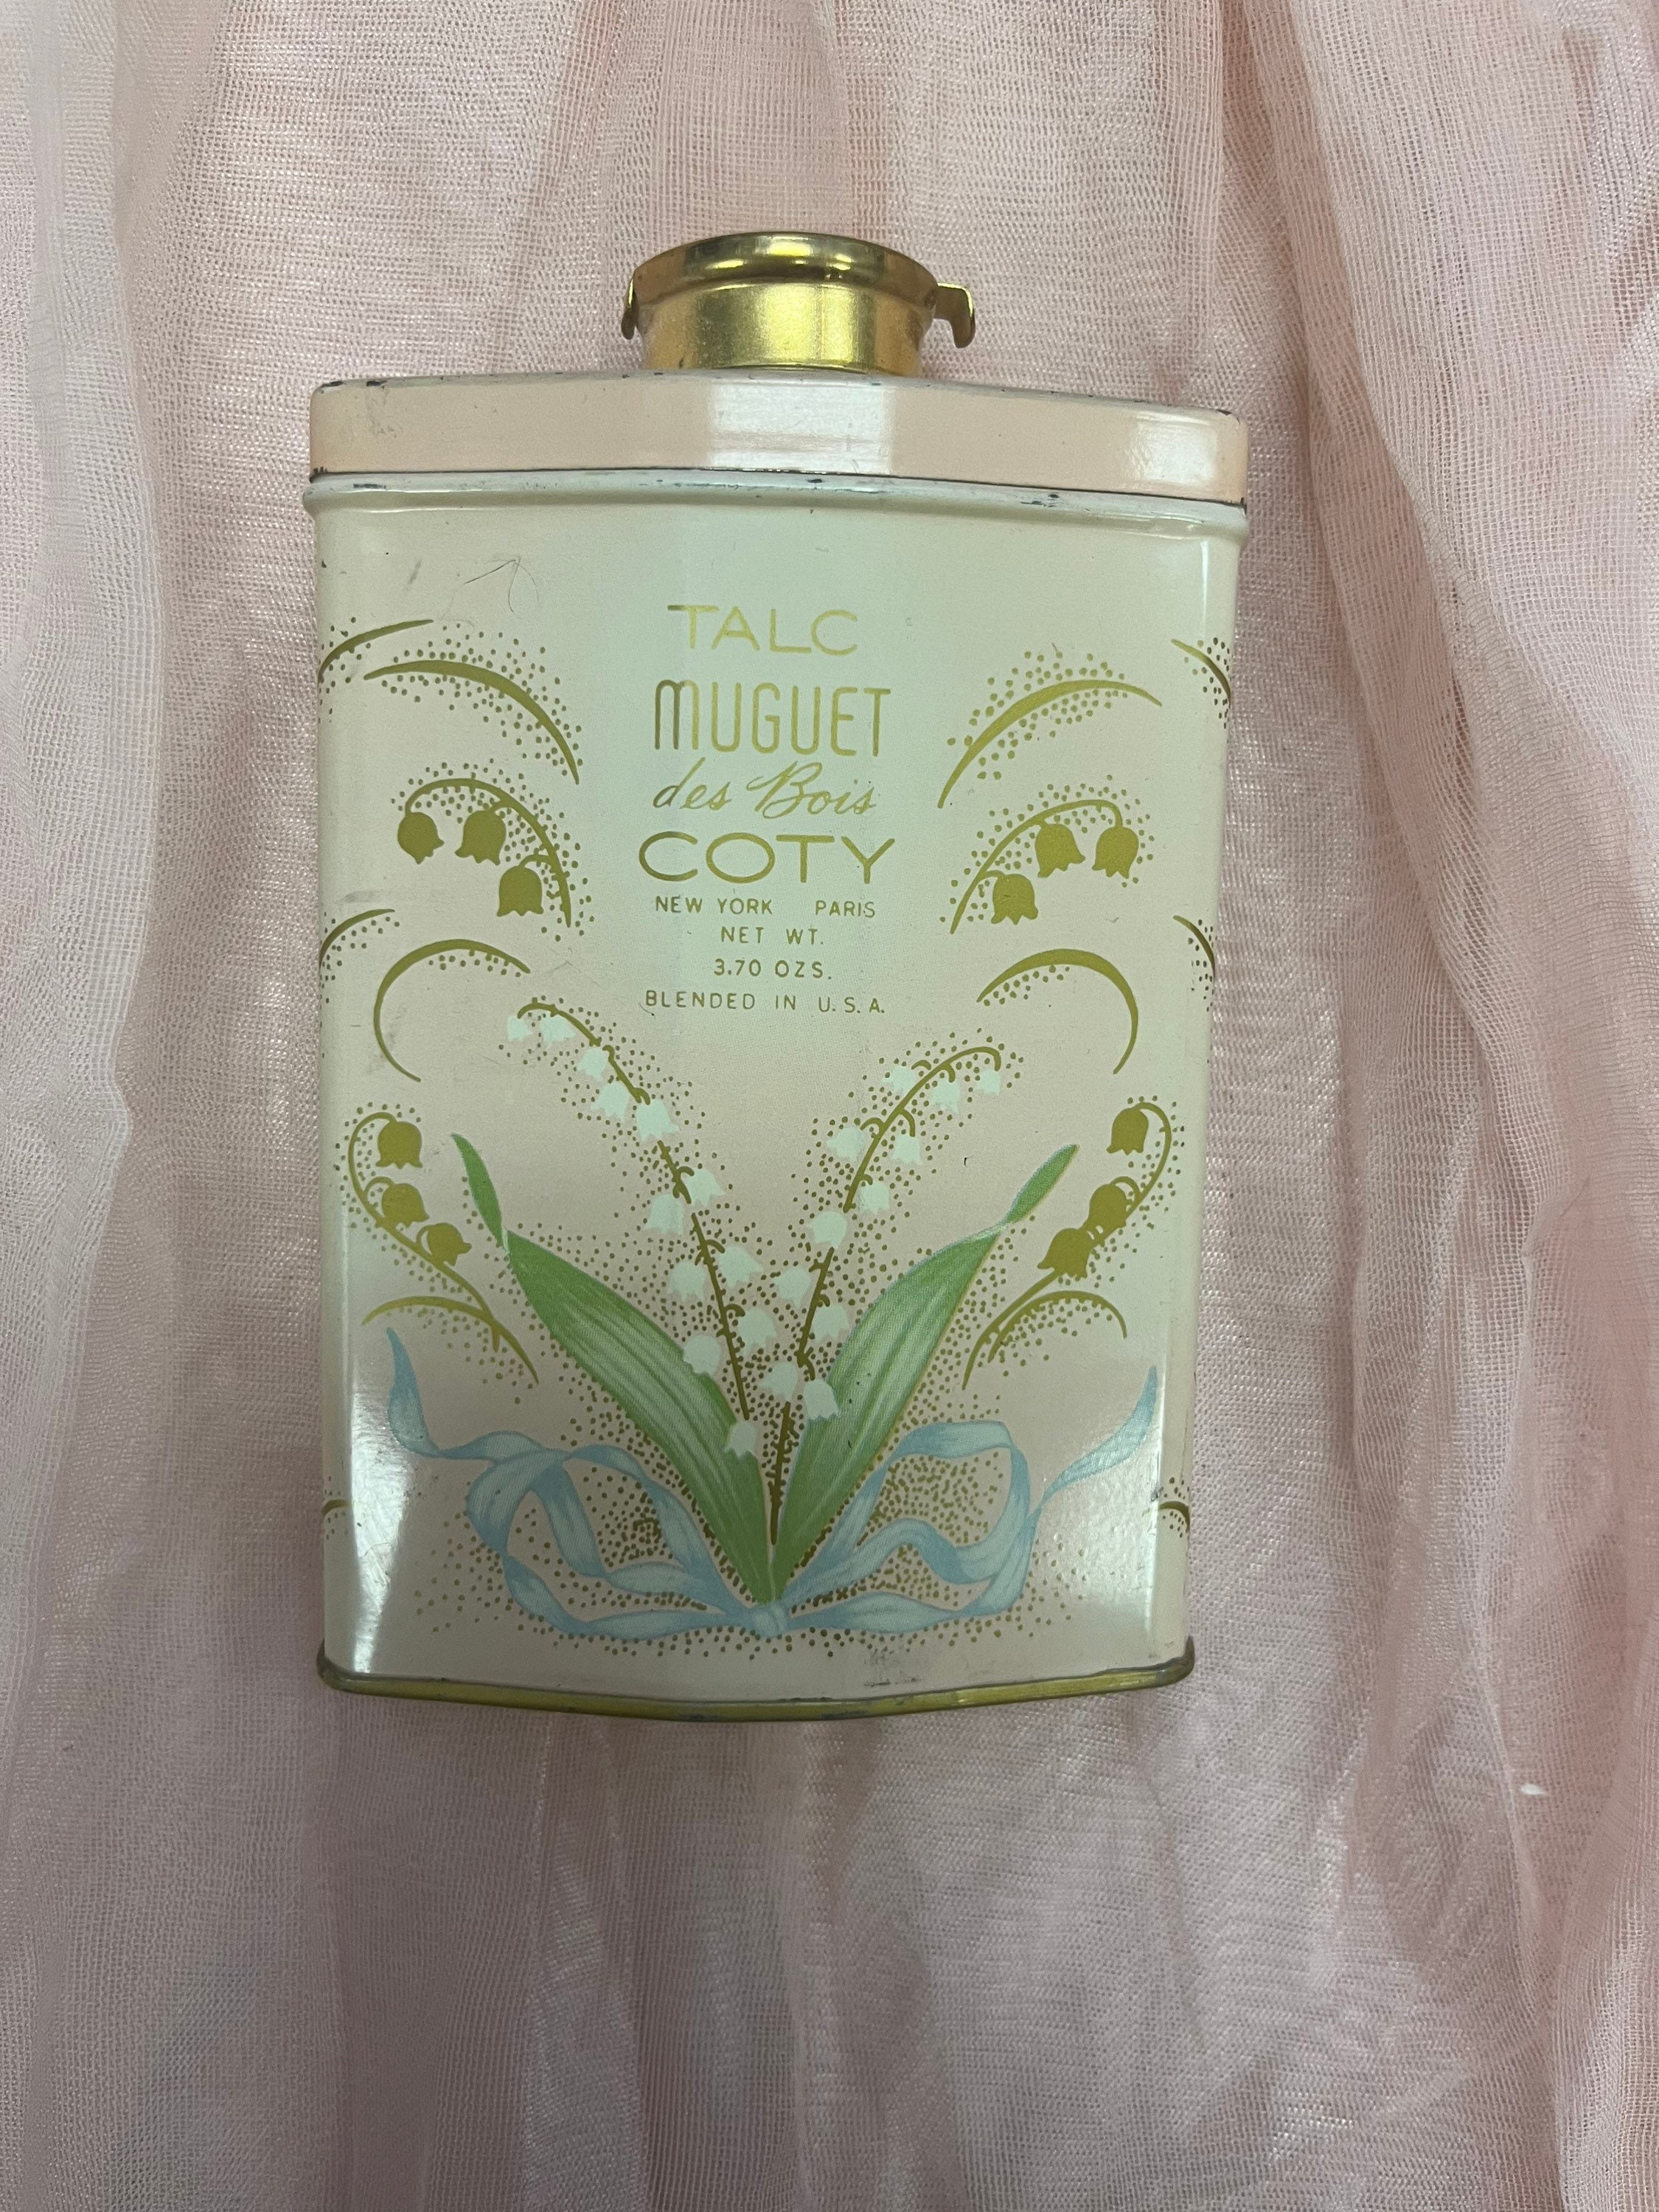 TALC
MUGUET
des Bois
COTY
NEW YORK PARIS
NET WT.
3.70 OZS.
BLENDED IN U.S.A.